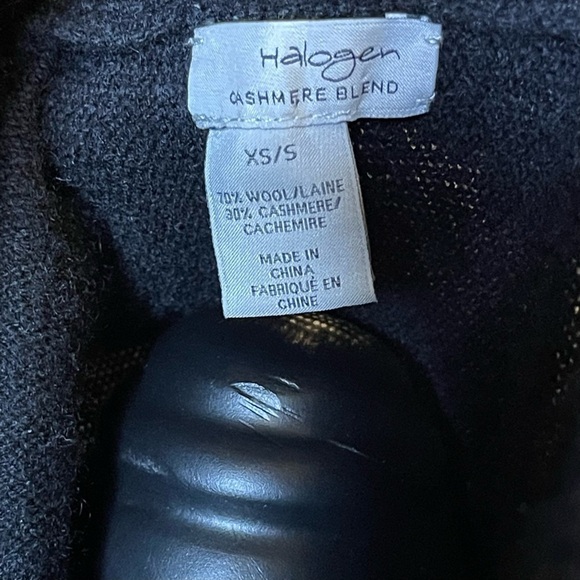 Halogen
CASHMERE BLEND
XS/S
70% WOOL/LAINE
30% CASHMERE/
CACHEMIRE
MADE IN
CHINA
FABRIQUÉ EN
CHINE